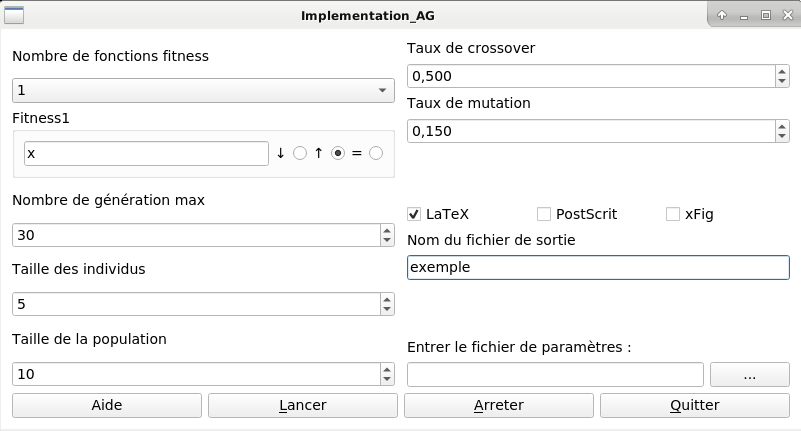 Implementation_AG
Nombre de fonctions fitness
1
Fitness1
x ↓ ↑ =
Nombre de génération max
30
Taille des individus
5
Taille de la population
10
Taux de crossover
0,500
Taux de mutation
0,150
LaTeX PostScrit xFig
Nom du fichier de sortie
exemple
Entrer le fichier de paramètres :
...
Aide Lancer Arreter Quitter